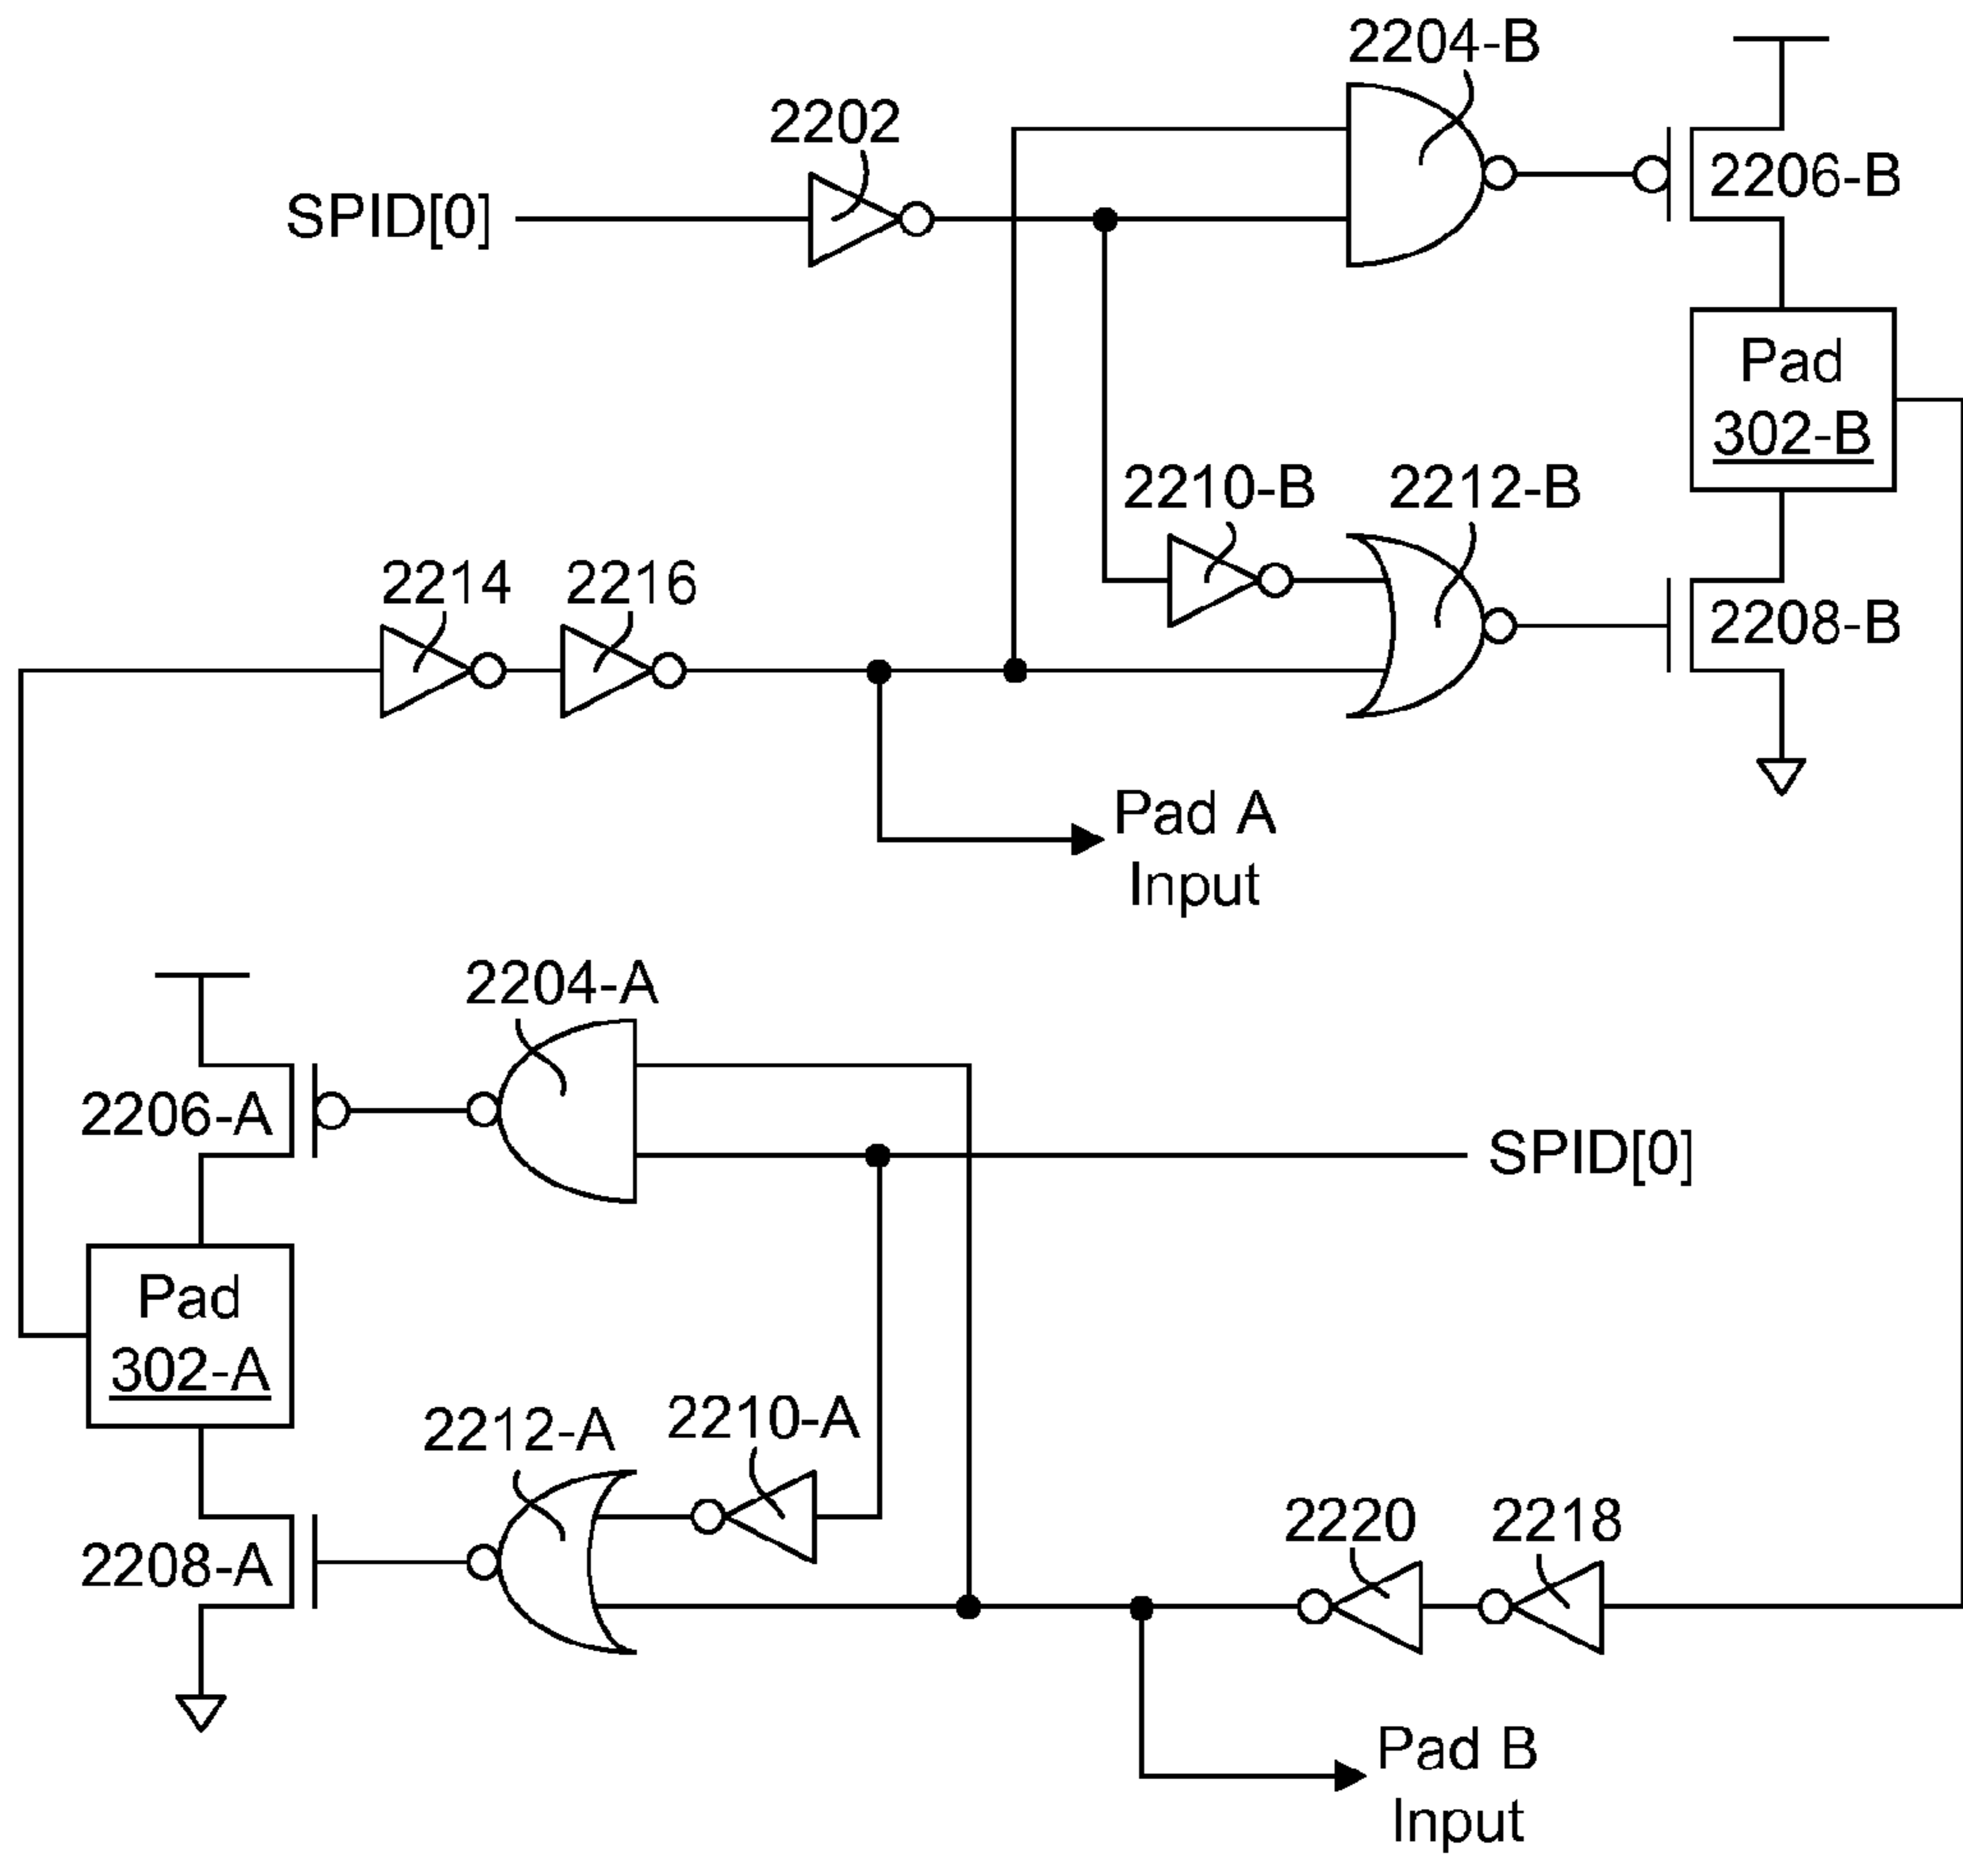 2204-B
2202
SPID[0]
2206-B
Pad
302-B
2210-B
2212-B
2214
2216
2208-B
Pad A
Input
2204-A
2206-A
SPID[0]
Pad
302-A
2212-A
2210-A
2220
2218
2208-A
Pad B
Input